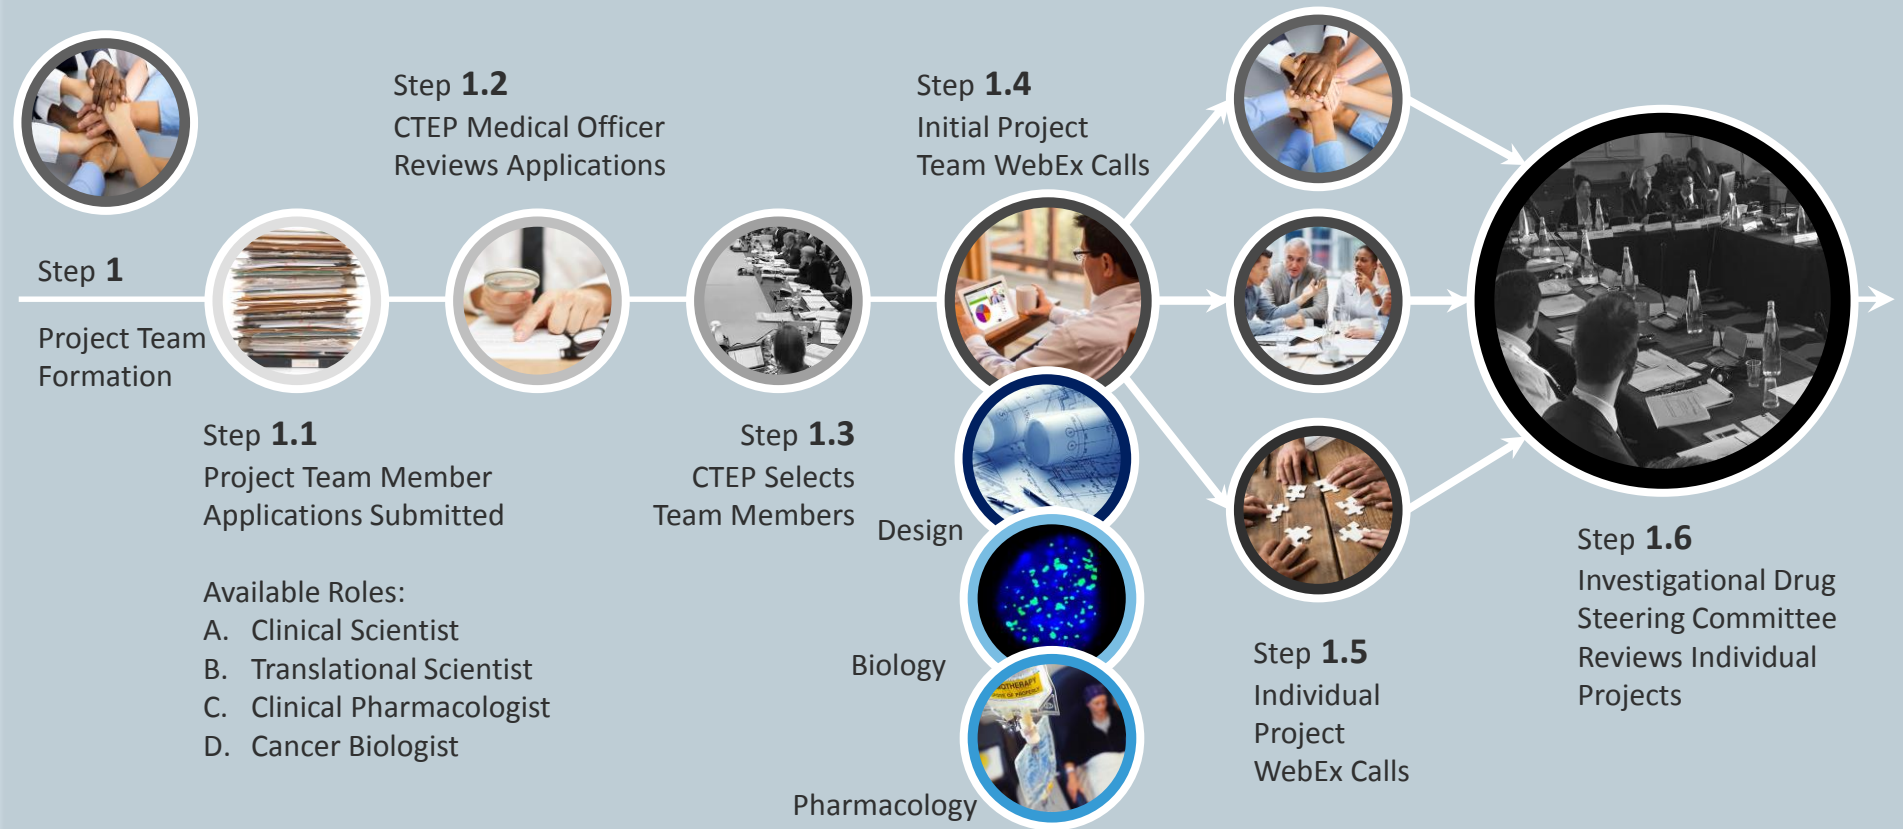 Step 1
Project Team
Formation
Step 1.1
Project Team Member
Applications Submitted
Available Roles:
A. Clinical Scientist
B. Translational Scientist
C. Clinical Pharmacologist
D. Cancer Biologist
Step 1.2
CTEP Medical Officer
Reviews Applications
Step 1.3
CTEP Selects
Team Members
Step 1.4
Initial Project
Team WebEx Calls
Design
Biology
Pharmacology
Step 1.5
Individual
Project
WebEx Calls
Step 1.6
Investigational Drug
Steering Committee
Reviews Individual
Projects